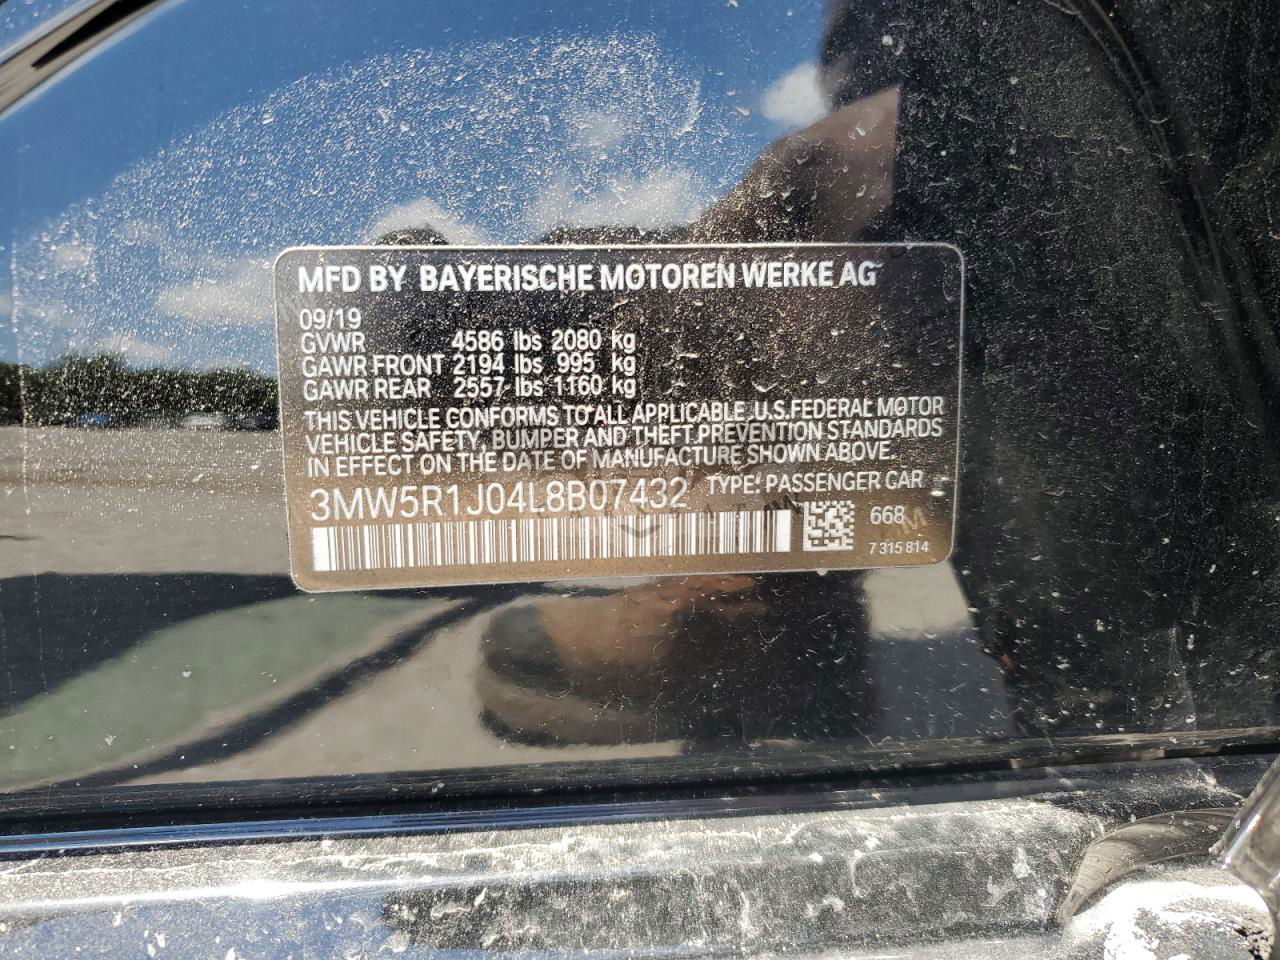 MFD BY BAYERISCHE MOTOREN WERKE AG
09/19
GVWR 4586 lbs 2080 kg
GAWR FRONT 2194 lbs 995 kg
GAWR REAR 2557 lbs 1160 kg
THIS VEHICLE CONFORMS TO ALL APPLICABLE U.S. FEDERAL MOTOR
VEHICLE SAFETY, BUMPER AND THEFT PREVENTION STANDARDS
IN EFFECT ON THE DATE OF MANUFACTURE SHOWN ABOVE.
3MW5R1J04L8B07432 TYPE: PASSENGER CAR
668
7 315 814